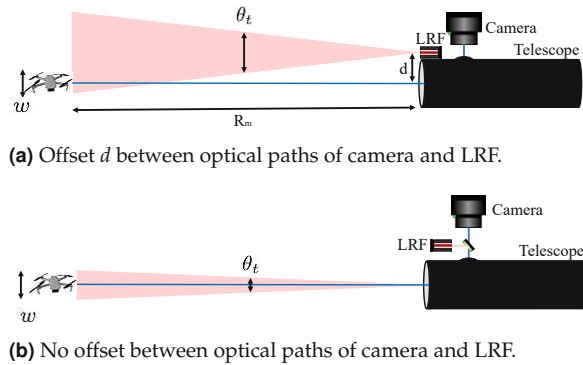 θt
LRF
Camera
Telescope
d
w
Rm
(a) Offset d between optical paths of camera and LRF.
Camera
LRF
Telescope
θt
w
(b) No offset between optical paths of camera and LRF.